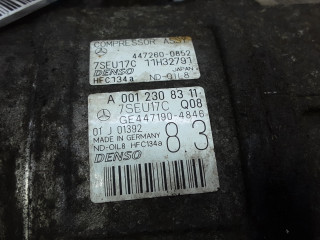 COMPRESSOR ASSY
447260-0852
7SEU17C 11H32791
DENSO JAPAN
HFC134a ND-OIL8
A 001 230 83 11
7SEU17C Q08
GE447190-4846
01 J 01392
MADE IN GERMANY
ND-OIL8 HFC134a
DENSO
8.3